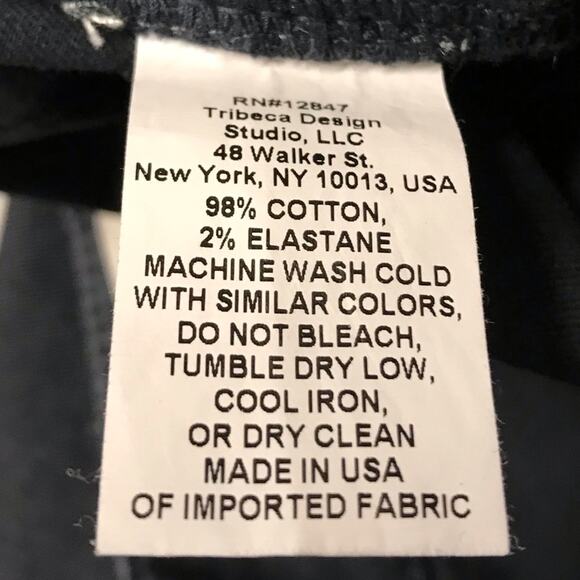 RN#12847
Tribeca Design
Studio, LLC
48 Walker St.
New York, NY 10013, USA
98% COTTON,
2% ELASTANE
MACHINE WASH COLD
WITH SIMILAR COLORS,
DO NOT BLEACH,
TUMBLE DRY LOW,
COOL IRON,
OR DRY CLEAN
MADE IN USA
OF IMPORTED FABRIC